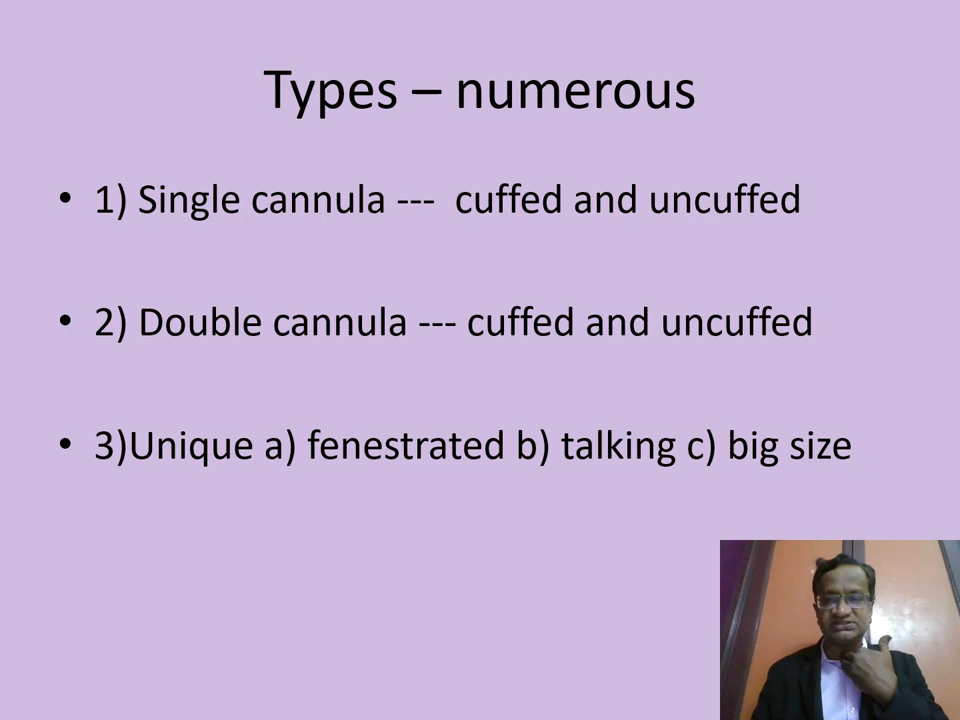 Types – numerous
• 1) Single cannula ---  cuffed and uncuffed
• 2) Double cannula --- cuffed and uncuffed
• 3)Unique a) fenestrated b) talking c) big size